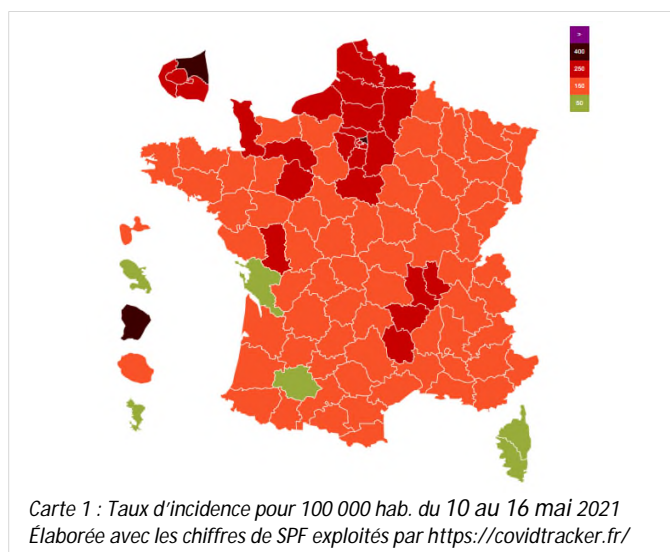 >
400
250
150
50
Carte 1 : Taux d'incidence pour 100 000 hab. du 10 au 16 mai 2021
Élaborée avec les chiffres de SPF exploités par https://covidtracker.fr/